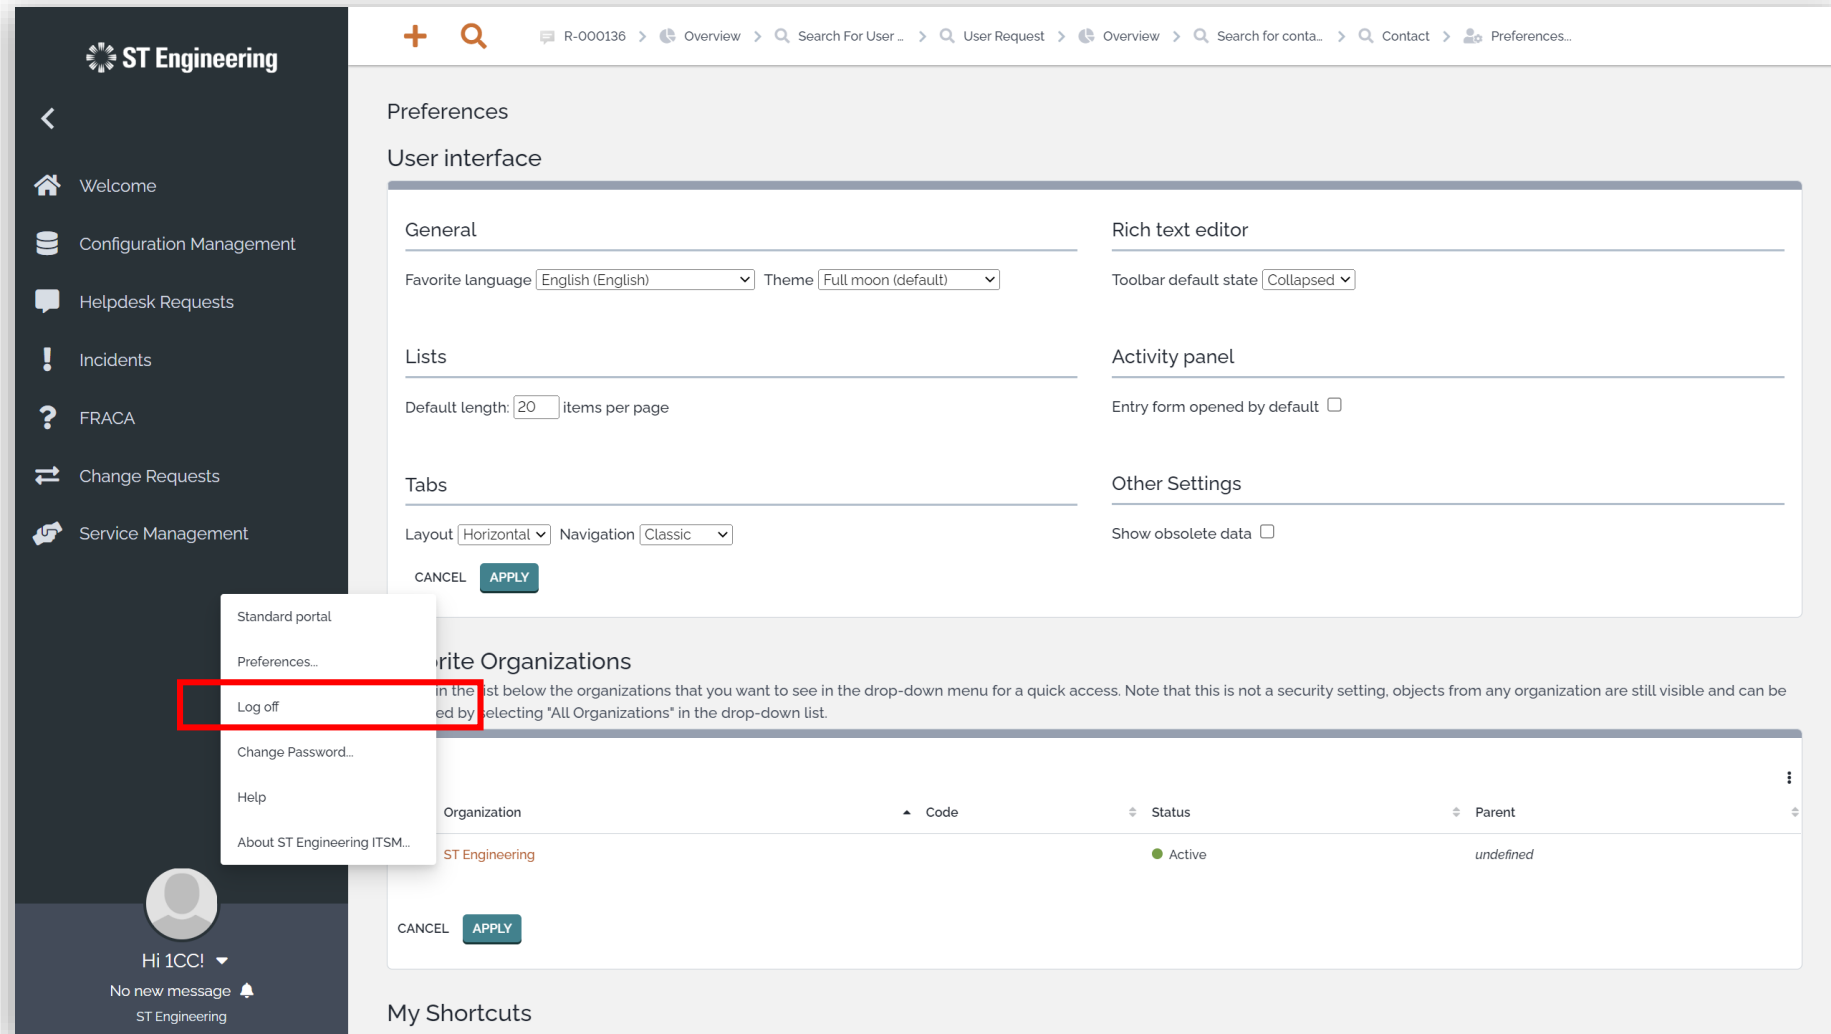 ST Engineering
R-000136 > Overview > Search For User ... > User Request > Overview > Search for conta... > Contact > Preferences...
Welcome
Configuration Management
Helpdesk Requests
Incidents
FRACA
Change Requests
Service Management
Standard portal
Preferences...
Log off
Change Password...
Help
About ST Engineering ITSM...
Hi 1CC!
No new message
ST Engineering
Preferences
User interface
General
Favorite language English (English) Theme Full moon (default)
Rich text editor
Toolbar default state Collapsed
Lists
Default length: 20 items per page
Activity panel
Entry form opened by default
Tabs
Layout Horizontal Navigation Classic
Other Settings
Show obsolete data
CANCEL APPLY
rite Organizations
in the list below the organizations that you want to see in the drop-down menu for a quick access. Note that this is not a security setting, objects from any organization are still visible and can be
ed by selecting "All Organizations" in the drop-down list.
Organization Code Status Parent
ST Engineering Active undefined
CANCEL APPLY
My Shortcuts